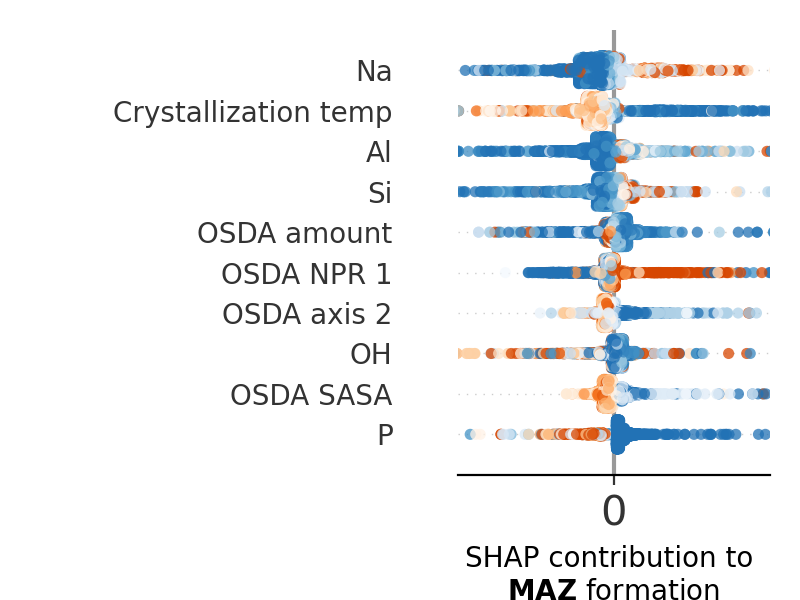 Na
Crystallization temp
Al
Si
OSDA amount
OSDA NPR 1
OSDA axis 2
OH
OSDA SASA
P
0
SHAP contribution to
MAZ formation